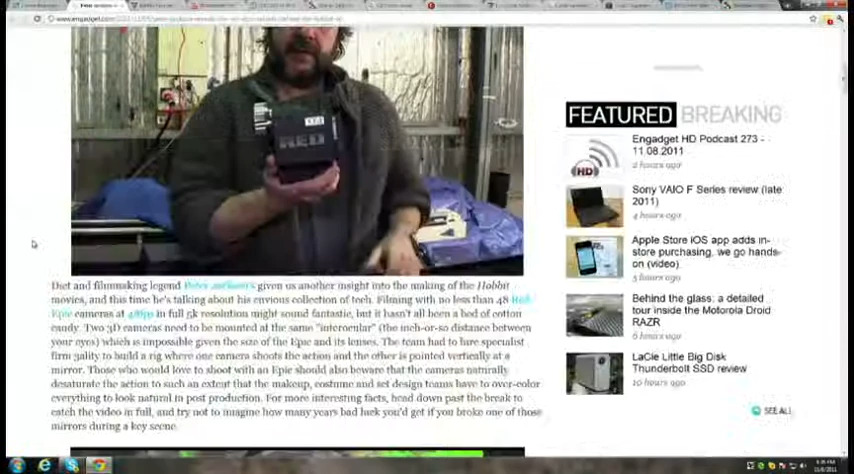 www.engadget.com
RED
Diet and filmmaking legend Peter Jackson's given us another insight into the making of the Hobbit
movies, and this time he's talking about his envious collection of tech. Filming with no less than 48 Red
Epic cameras at 48fps in full 5k resolution might sound fantastic, but it hasn't all been a bed of cotton
candy. Two 3D cameras need to be mounted at the same "interocular" (the inch-or-so distance between
your eyes) which is impossible given the size of the Epic and its lenses. The team had to hire specialist
firm 3ality to build a rig where one camera shoots the action and the other is pointed vertically at a
mirror. Those who would love to shoot with an Epic should also beware that the cameras naturally
desaturate the action to such an extent that the makeup, costume and set design teams have to over-color
everything to look natural in post production. For more interesting facts, head down past the break to
catch the video in full, and try not to imagine how many years bad luck you'd get if you broke one of those
mirrors during a key scene.
FEATURED BREAKING
Engadget HD Podcast 273 -
11.08.2011
2 hours ago
HD
Sony VAIO F Series review (late
2011)
4 hours ago
Apple Store iOS app adds in-
store purchasing, we go hands-
on (video)
5 hours ago
Behind the glass: a detailed
tour inside the Motorola Droid
RAZR
6 hours ago
LaCie Little Big Disk
Thunderbolt SSD review
10 hours ago
SEE ALL